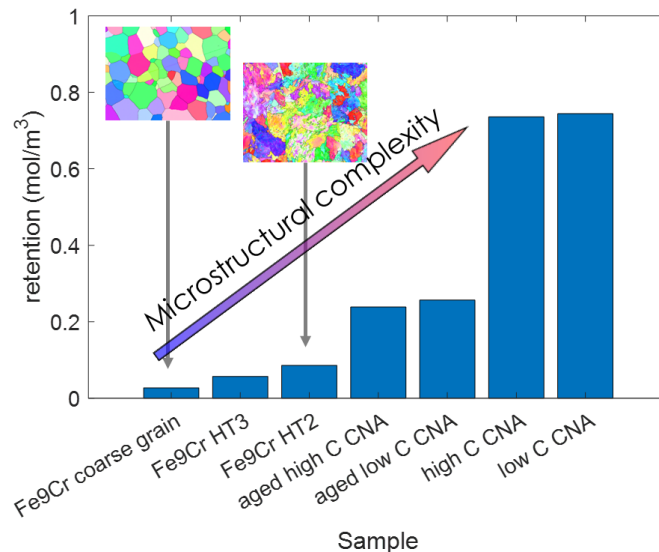 1
0.8
0.6
0.4
0.2
0
retention (mol/m³)
Microstructural complexity
Fe9Cr coarse grain
Fe9Cr HT3
Fe9Cr HT2
aged high C CNA
aged low C CNA
high C CNA
low C CNA
Sample